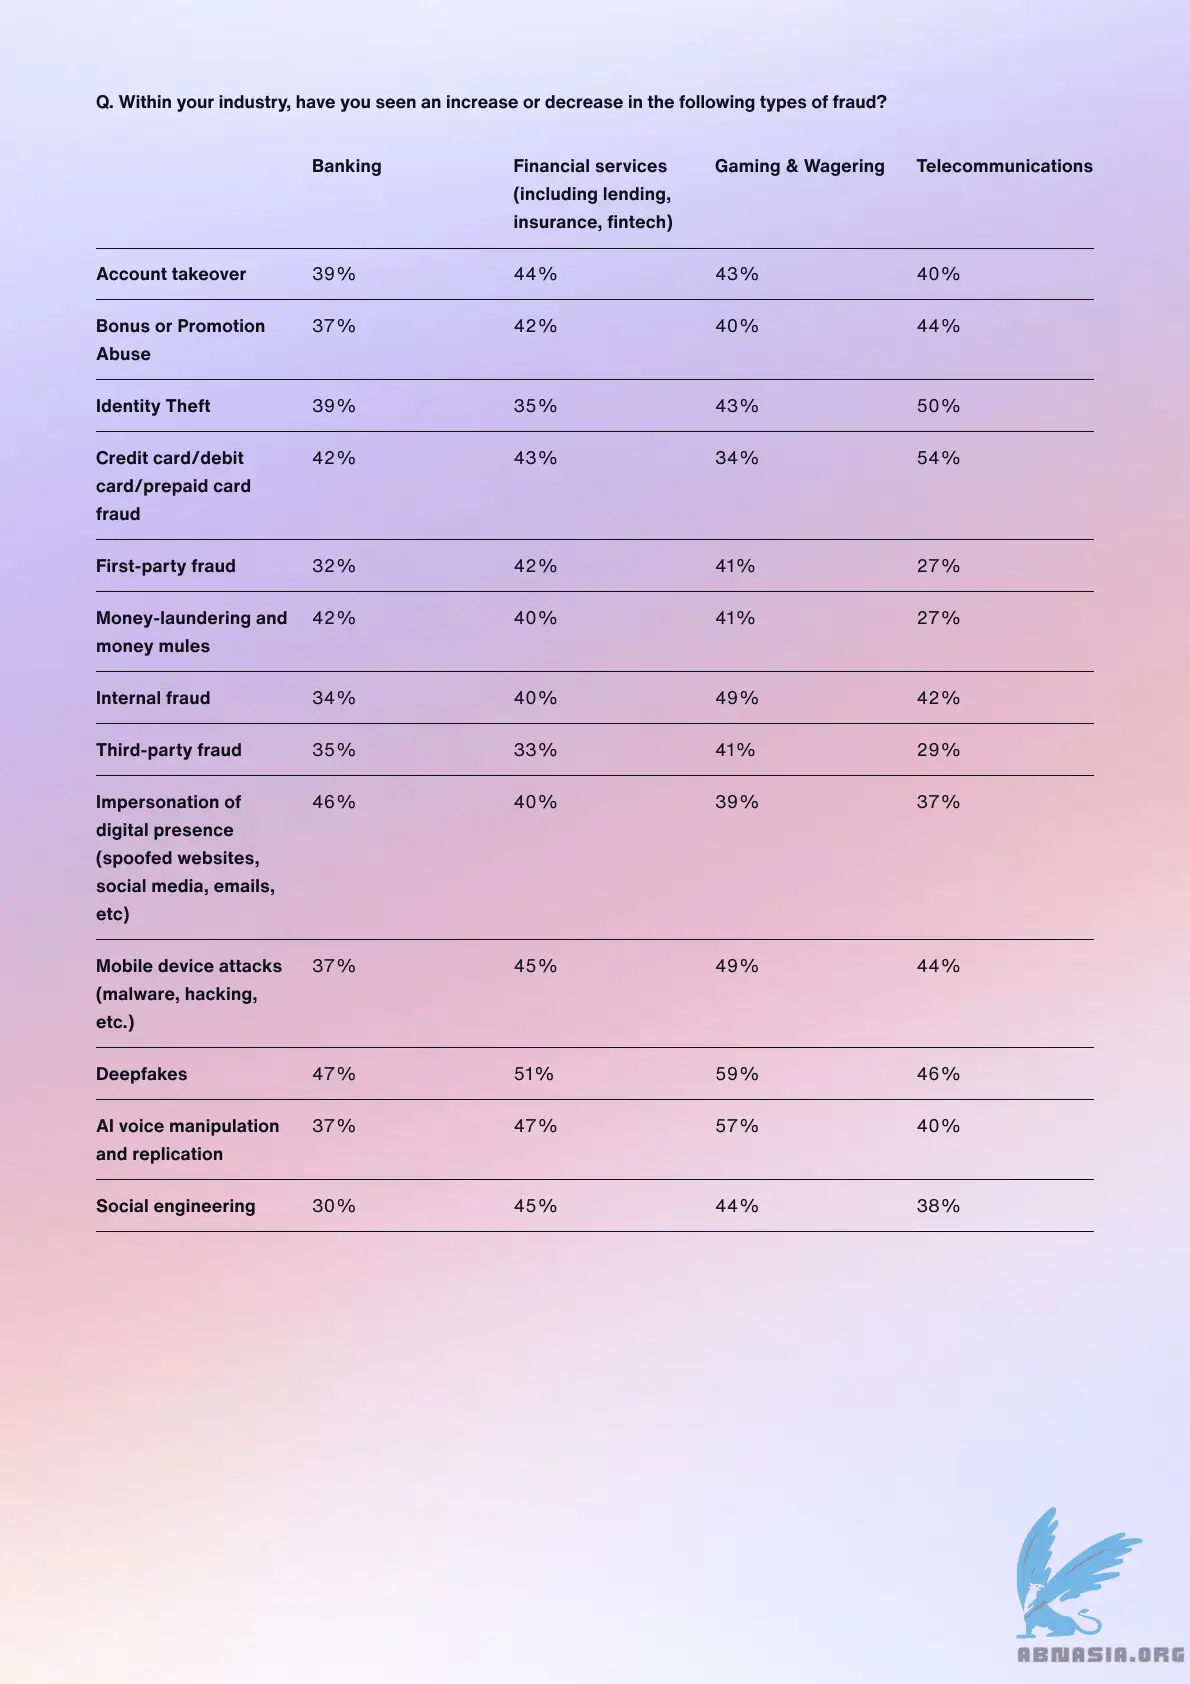 Q. Within your industry, have you seen an increase or decrease in the following types of fraud?
Banking
Financial services
(including lending,
insurance, fintech)
Gaming & Wagering
Telecommunications
Account takeover 39% 44% 43% 40%
Bonus or Promotion 37% 42% 40% 44%
Abuse
Identity Theft 39% 35% 43% 50%
Credit card/debit 42% 43% 34% 54%
card/prepaid card
fraud
First-party fraud 32% 42% 41% 27%
Money-laundering and 42% 40% 41% 27%
money mules
Internal fraud 34% 40% 49% 42%
Third-party fraud 35% 33% 41% 29%
Impersonation of 46% 40% 39% 37%
digital presence
(spoofed websites,
social media, emails,
etc)
Mobile device attacks 37% 45% 49% 44%
(malware, hacking,
etc.)
Deepfakes 47% 51% 59% 46%
AI voice manipulation 37% 47% 57% 40%
and replication
Social engineering 30% 45% 44% 38%
ABNASIA.ORG